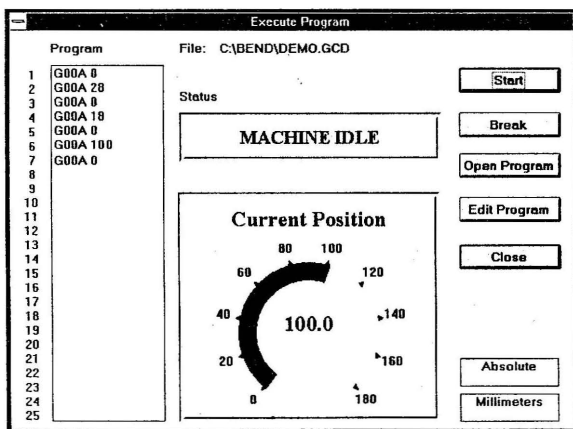 Execute Program
Program
File: C:\BEND\DEMO.GCD
1 G00A 0
2 G00A 28
3 G00A 0
4 G00A 18
5 G00A 0
6 G00A 100
7 G00A 0
8
9
10
11
12
13
14
15
16
17
18
19
20
21
22
23
24
25
Status
MACHINE IDLE
Current Position
0
20
40
60
80
100
120
140
160
180
100.0
Start
Break
Open Program
Edit Program
Close
Absolute
Millimeters